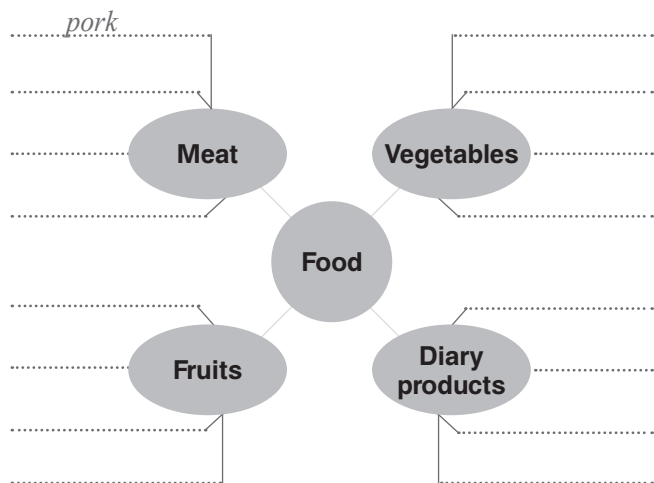 pork
Meat
Vegetables
Food
Fruits
Diary
products